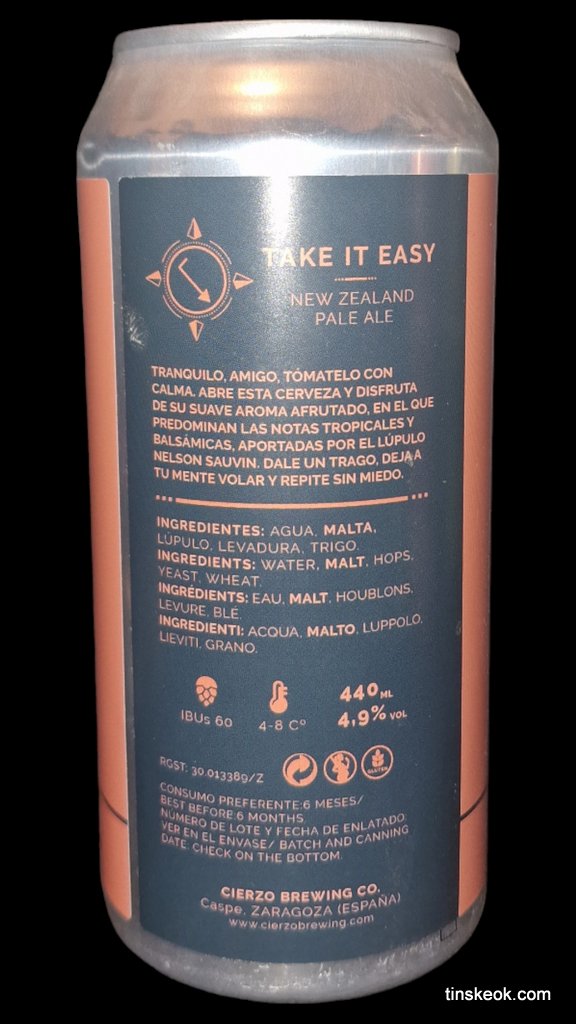 TAKE IT EASY
NEW ZEALAND
PALE ALE
TRANQUILO, AMIGO, TÓMATELO CON
CALMA. ABRE ESTA CERVEZA Y DISFRUTA
DE SU SUAVE AROMA AFRUTADO, EN EL QUE
PREDOMINAN LAS NOTAS TROPICALES Y
BALSÁMICAS, APORTADAS POR EL LÚPULO
NELSON SAUVIN. DALE UN TRAGO, DEJA A
TU MENTE VOLAR Y REPITE SIN MIEDO.
INGREDIENTES: AGUA, MALTA,
LÚPULO, LEVADURA, TRIGO.
INGREDIENTS: WATER, MALT, HOPS,
YEAST, WHEAT.
INGRÉDIENTS: EAU, MALT, HOUBLONS,
LEVURE, BLÉ.
INGREDIENTI: ACQUA, MALTO, LUPPOLO,
LIEVITI, GRANO.
IBUs 60
4-8 Cº
440 ML
4,9% VOL
RGST: 30.013389/Z
GLUTEN
CONSUMO PREFERENTE:6 MESES/
BEST BEFORE:6 MONTHS.
NÚMERO DE LOTE Y FECHA DE ENLATADO:
VER EN EL ENVASE/ BATCH AND CANNING
DATE: CHECK ON THE BOTTOM.
CIERZO BREWING CO.
Caspe, ZARAGOZA (ESPAÑA)
www.cierzobrewing.com
tinskeok.com